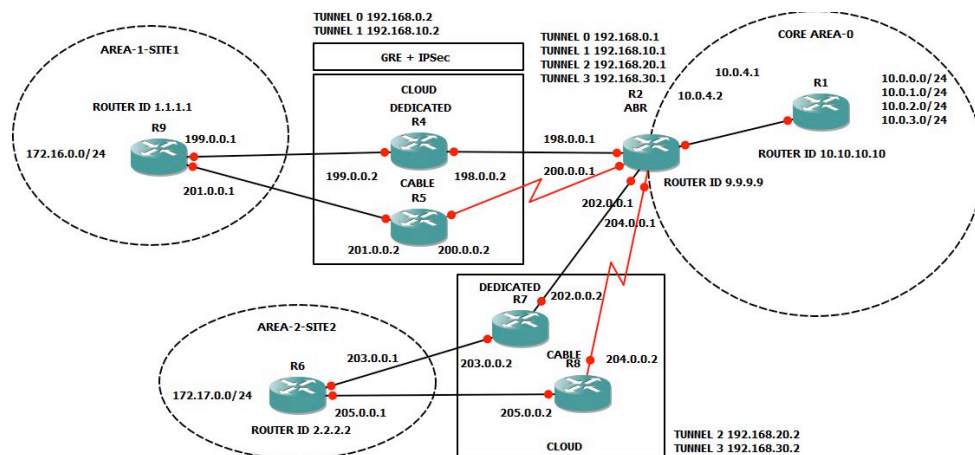 TUNNEL 0 192.168.0.2
TUNNEL 1 192.168.10.2
GRE + IPSec
TUNNEL 0 192.168.0.1
TUNNEL 1 192.168.10.1
TUNNEL 2 192.168.20.1
TUNNEL 3 192.168.30.1
AREA-1-SITE1
ROUTER ID 1.1.1.1
R9
172.16.0.0/24
199.0.0.1
201.0.0.1
CLOUD
DEDICATED
R4
199.0.0.2
198.0.0.2
CABLE
R5
201.0.0.2
200.0.0.2
R2
ABR
198.0.0.1
200.0.0.1
202.0.0.1
204.0.0.1
ROUTER ID 9.9.9.9
CORE AREA-0
10.0.4.1
10.0.4.2
R1
10.0.0.0/24
10.0.1.0/24
10.0.2.0/24
10.0.3.0/24
ROUTER ID 10.10.10.10
AREA-2-SITE2
R6
172.17.0.0/24
203.0.0.1
205.0.0.1
ROUTER ID 2.2.2.2
DEDICATED
R7
202.0.0.2
203.0.0.2
CABLE
R8
204.0.0.2
205.0.0.2
CLOUD
TUNNEL 2 192.168.20.2
TUNNEL 3 192.168.30.2